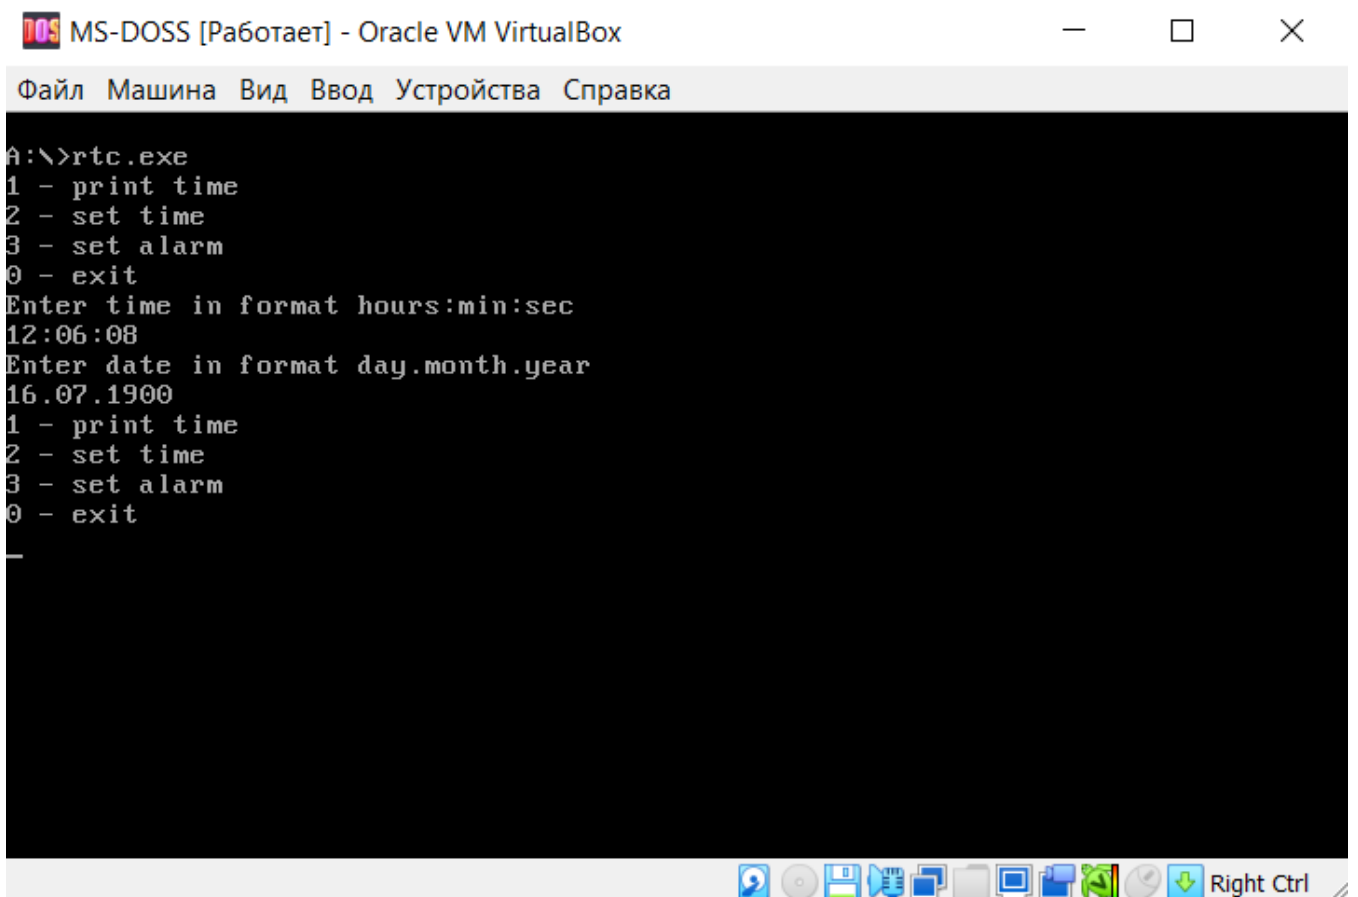 DOS MS-DOSS [Работает] - Oracle VM VirtualBox
Файл Машина Вид Ввод Устройства Справка
A:\>rtc.exe
1 - print time
2 - set time
3 - set alarm
0 - exit
Enter time in format hours:min:sec
12:06:08
Enter date in format day.month.year
16.07.1900
1 - print time
2 - set time
3 - set alarm
0 - exit
Right Ctrl